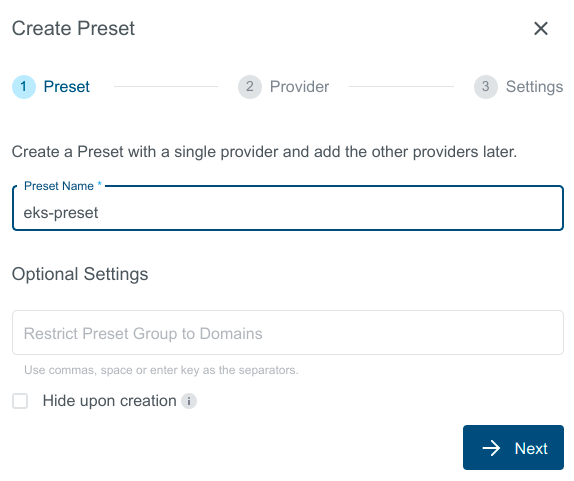 Create Preset
1 Preset 2 Provider 3 Settings
Create a Preset with a single provider and add the other providers later.
Preset Name *
eks-preset
Optional Settings
Restrict Preset Group to Domains
Use commas, space or enter key as the separators.
Hide upon creation i
Next